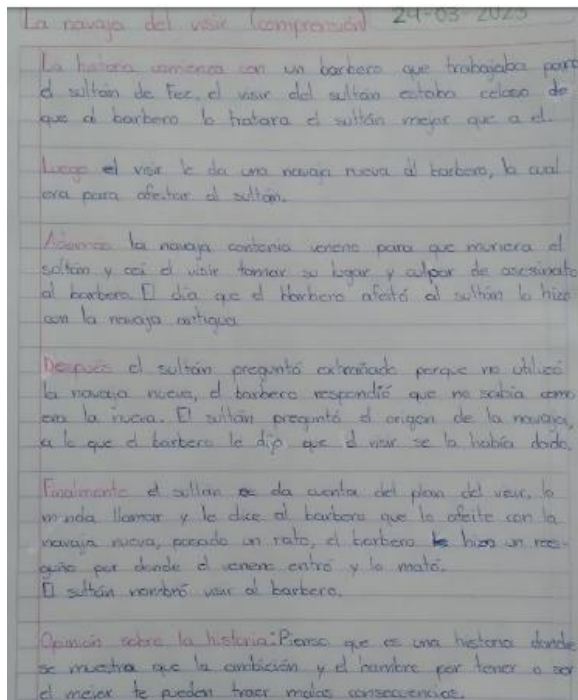 La navaja del visir (comprensión) 24-03-2023
La historia comienza con un barbero que trabajaba para
el sultán de Fez, el visir del sultán estaba celoso de
que al barbero lo tratara el sultán mejor que a el.
Luego el visir le da una navaja nueva al barbero, la cual
era para afeitar al sultán.
Además la navaja contenia veneno para que muriera el
sultán y así el visir tomar su lugar y culpar de asesinato
al barbero. El día que el barbero afeitó al sulthán lo hizo
con la navaja antigua
Después el sultán preguntó extrañado porque no utilizó
la navaja nueva, el barbero respondió que no sabía como
era la nueva. El sultán preguntó el origen de la navaja,
a lo que el barbero le dijo que el visir se la había dado.
Finalmente el sultán se da cuenta del plan del visir, lo
manda llamar y le dice al barbero que lo afeite con la
navaja nueva, pasado un rato, el barbero le hizo un ras-
guño por donde el veneno entró y lo mató.
El sultán nombró visir al barbero.
Opinión sobre la historia: Pienso que es una historia donde
se muestra que la ambición y el hambre por tener o ser
el mejor te pueden traer malas consecuencias.